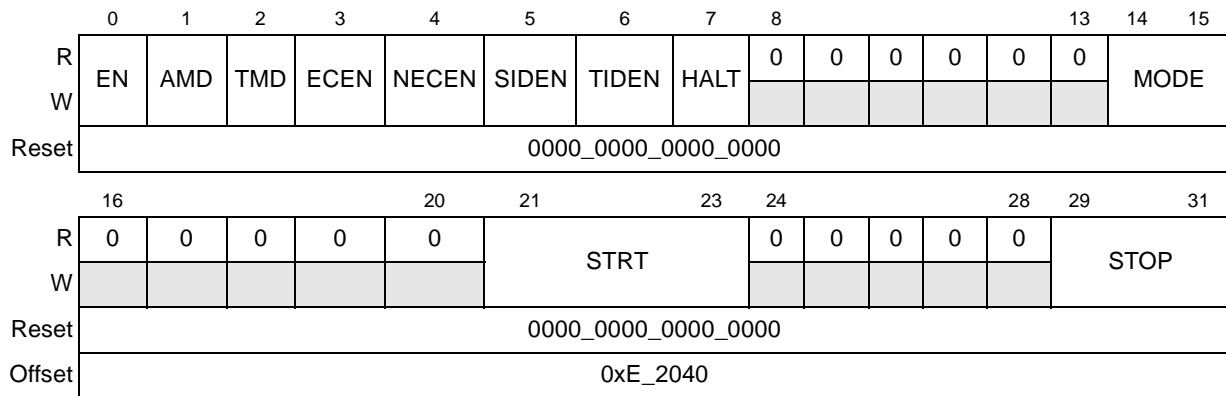 0 1 2 3 4 5 6 7 8 13 14 15
R EN AMD TMD ECEN NECEN SIDEN TIDEN HALT 0 0 0 0 0 0 MODE
W
Reset 0000_0000_0000_0000
16 20 21 23 24 28 29 31
R 0 0 0 0 0 STRT 0 0 0 0 0 STOP
W
Reset 0000_0000_0000_0000
Offset 0xE_2040